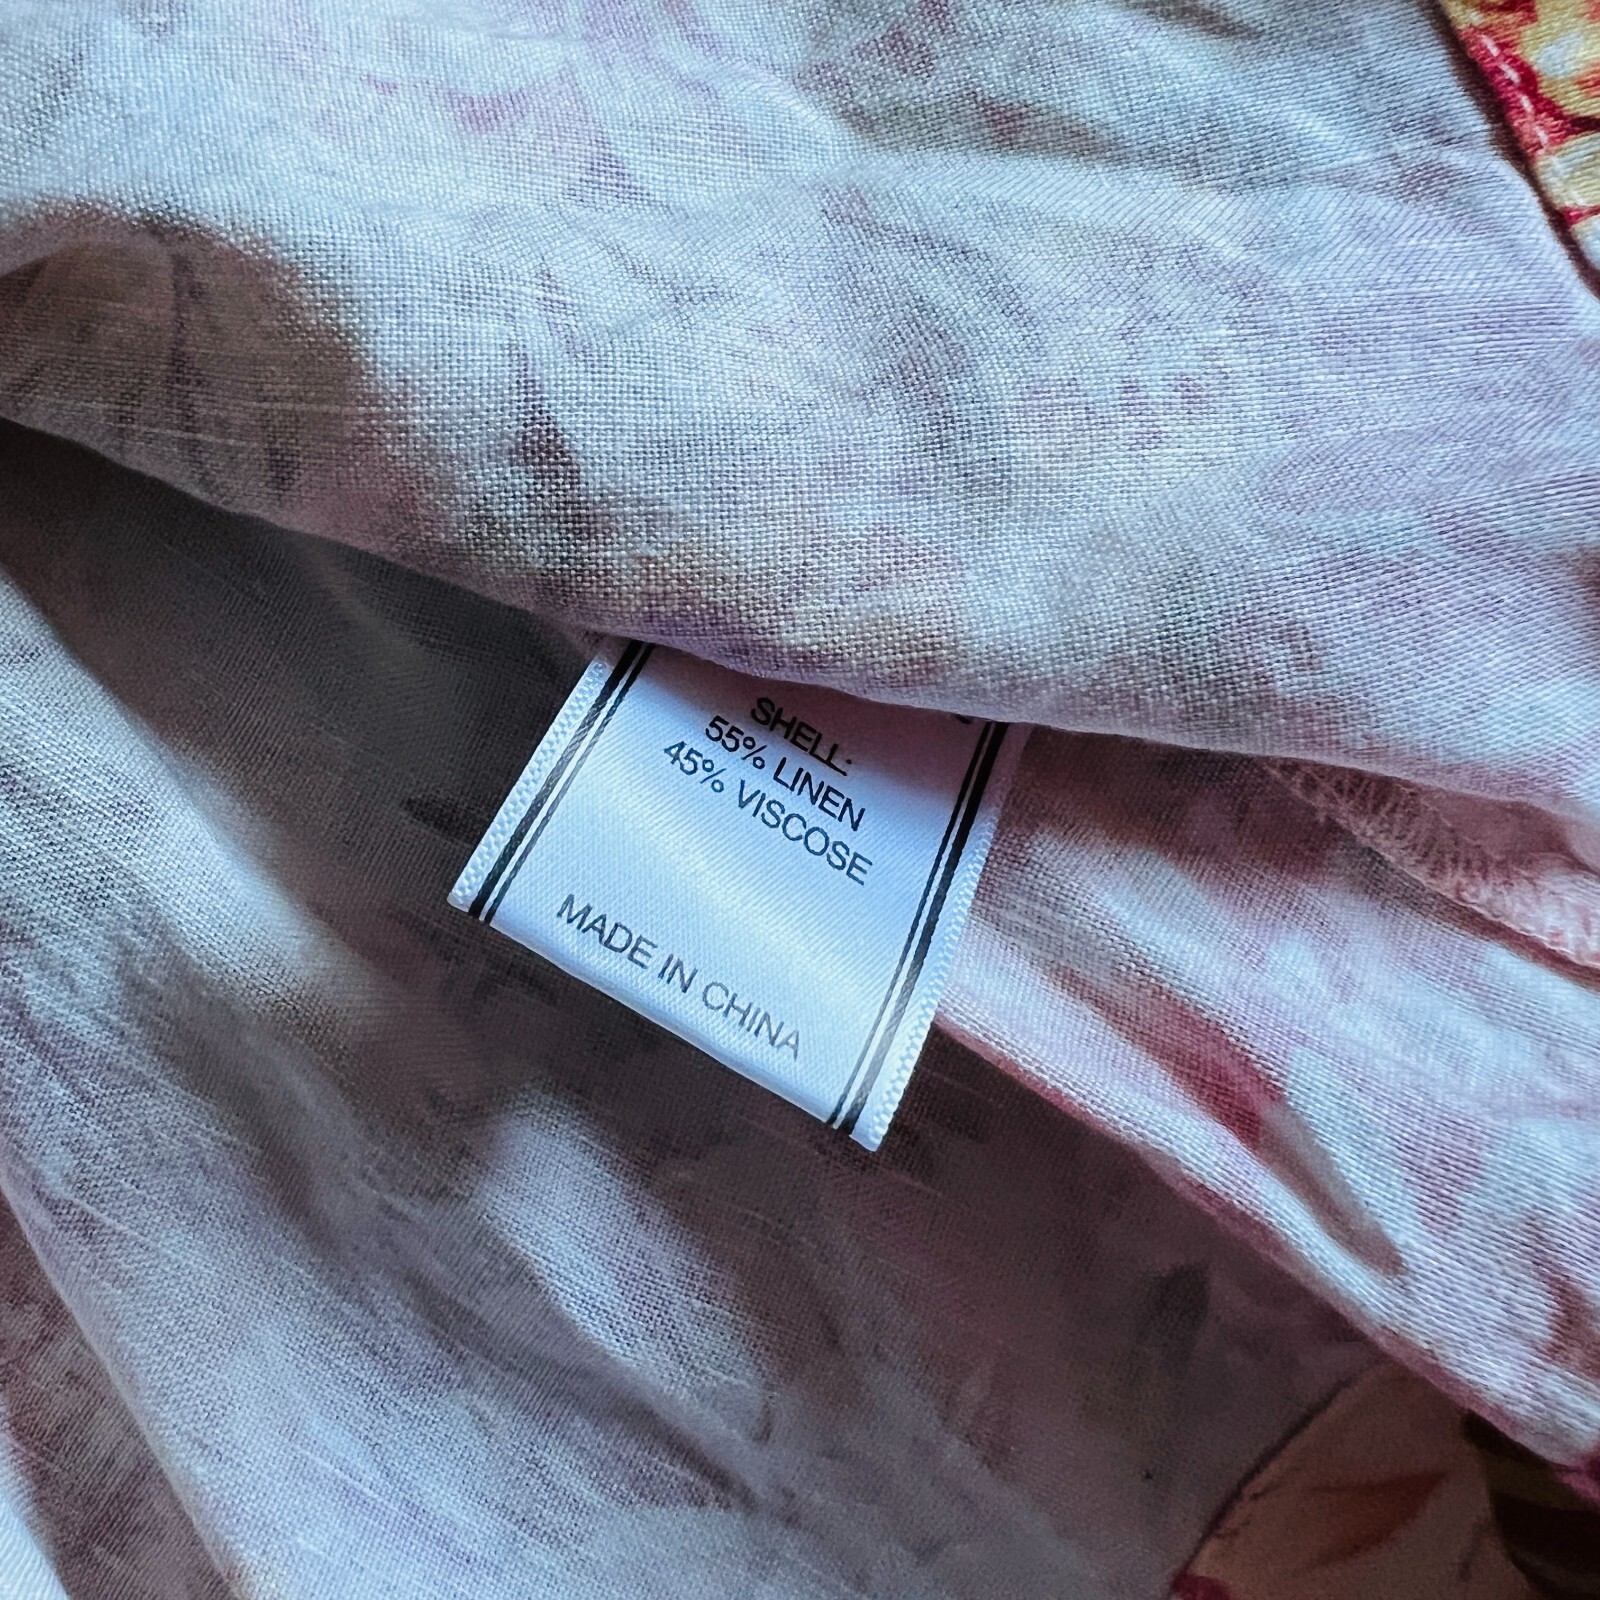 SHELL:
55% LINEN
45% VISCOSE
MADE IN CHINA